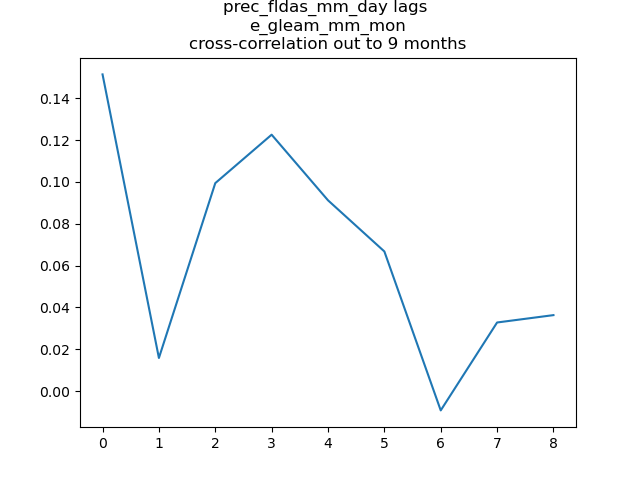 prec_fldas_mm_day lags
e_gleam_mm_mon
cross-correlation out to 9 months
0.14
0.12
0.10
0.08
0.06
0.04
0.02
0.00
0 1 2 3 4 5 6 7 8